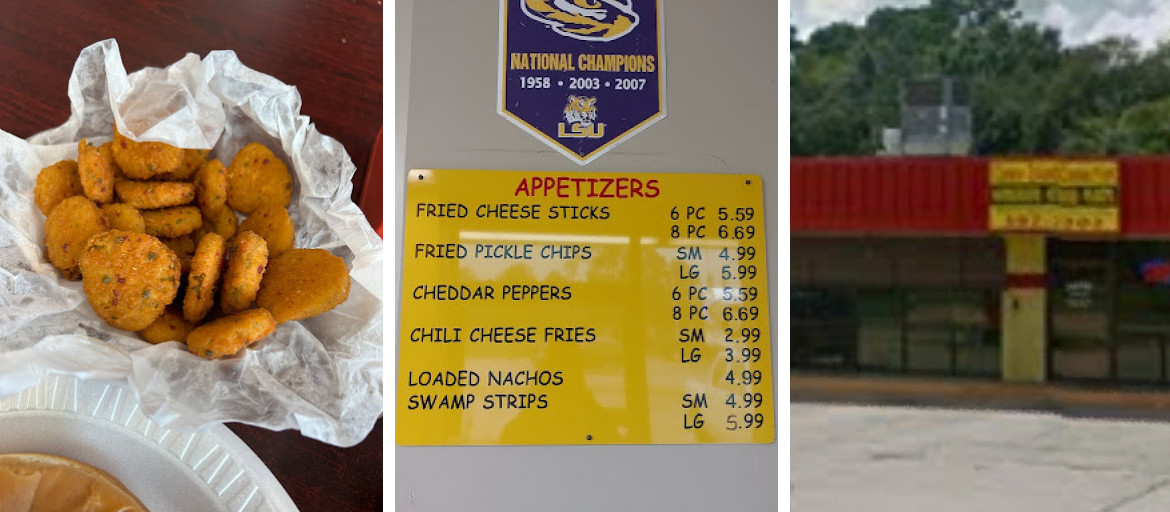 NATIONAL CHAMPIONS
1958 • 2003 • 2007
LSU
APPETIZERS
FRIED CHEESE STICKS 6 PC 5.59
8 PC 6.69
FRIED PICKLE CHIPS SM 4.99
LG 5.99
CHEDDAR PEPPERS 6 PC 5.59
8 PC 6.69
CHILI CHEESE FRIES SM 2.99
LG 3.99
LOADED NACHOS 4.99
SWAMP STRIPS SM 4.99
LG 5.99